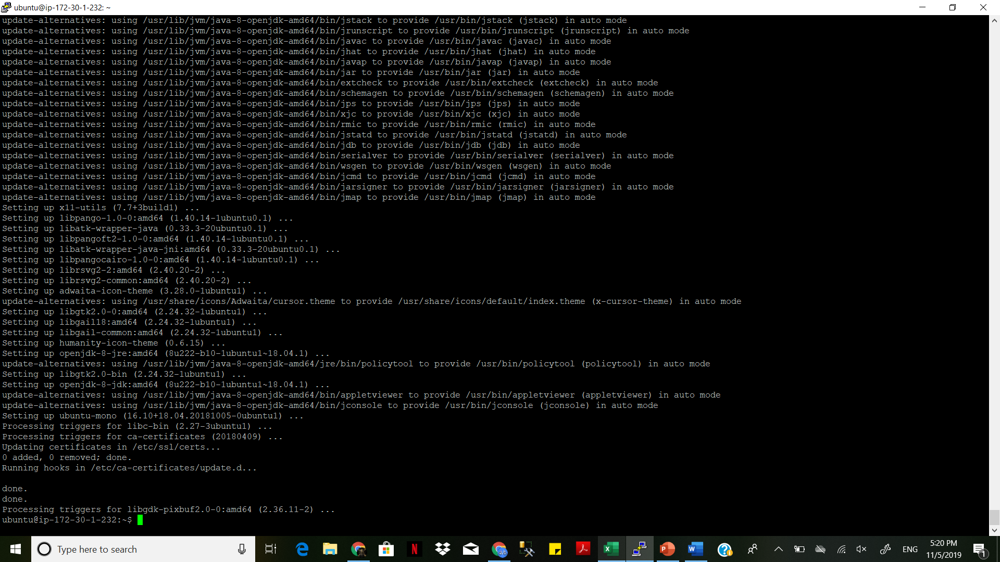 ubuntu@ip-172-30-1-232: ~
update-alternatives: using /usr/lib/jvm/java-8-openjdk-amd64/bin/jstack to provide /usr/bin/jstack (jstack) in auto mode
update-alternatives: using /usr/lib/jvm/java-8-openjdk-amd64/bin/jrunscript to provide /usr/bin/jrunscript (jrunscript) in auto mode
update-alternatives: using /usr/lib/jvm/java-8-openjdk-amd64/bin/javac to provide /usr/bin/javac (javac) in auto mode
update-alternatives: using /usr/lib/jvm/java-8-openjdk-amd64/bin/jhat to provide /usr/bin/jhat (jhat) in auto mode
update-alternatives: using /usr/lib/jvm/java-8-openjdk-amd64/bin/javap to provide /usr/bin/javap (javap) in auto mode
update-alternatives: using /usr/lib/jvm/java-8-openjdk-amd64/bin/jar to provide /usr/bin/jar (jar) in auto mode
update-alternatives: using /usr/lib/jvm/java-8-openjdk-amd64/bin/extcheck to provide /usr/bin/extcheck (extcheck) in auto mode
update-alternatives: using /usr/lib/jvm/java-8-openjdk-amd64/bin/schemagen to provide /usr/bin/schemagen (schemagen) in auto mode
update-alternatives: using /usr/lib/jvm/java-8-openjdk-amd64/bin/jps to provide /usr/bin/jps (jps) in auto mode
update-alternatives: using /usr/lib/jvm/java-8-openjdk-amd64/bin/xjc to provide /usr/bin/xjc (xjc) in auto mode
update-alternatives: using /usr/lib/jvm/java-8-openjdk-amd64/bin/rmic to provide /usr/bin/rmic (rmic) in auto mode
update-alternatives: using /usr/lib/jvm/java-8-openjdk-amd64/bin/jstatd to provide /usr/bin/jstatd (jstatd) in auto mode
update-alternatives: using /usr/lib/jvm/java-8-openjdk-amd64/bin/jdb to provide /usr/bin/jdb (jdb) in auto mode
update-alternatives: using /usr/lib/jvm/java-8-openjdk-amd64/bin/serialver to provide /usr/bin/serialver (serialver) in auto mode
update-alternatives: using /usr/lib/jvm/java-8-openjdk-amd64/bin/wsgen to provide /usr/bin/wsgen (wsgen) in auto mode
update-alternatives: using /usr/lib/jvm/java-8-openjdk-amd64/bin/jcmd to provide /usr/bin/jcmd (jcmd) in auto mode
update-alternatives: using /usr/lib/jvm/java-8-openjdk-amd64/bin/jarsigner to provide /usr/bin/jarsigner (jarsigner) in auto mode
update-alternatives: using /usr/lib/jvm/java-8-openjdk-amd64/bin/jmap to provide /usr/bin/jmap (jmap) in auto mode
Setting up x11-utils (7.7+3build1) ...
Setting up libpango-1.0-0:amd64 (1.40.14-1ubuntu0.1) ...
Setting up libatk-wrapper-java (0.33.3-20ubuntu0.1) ...
Setting up libpangoft2-1.0-0:amd64 (1.40.14-1ubuntu0.1) ...
Setting up libatk-wrapper-java-jni:amd64 (0.33.3-20ubuntu0.1) ...
Setting up libpangocairo-1.0-0:amd64 (1.40.14-1ubuntu0.1) ...
Setting up librsvg2-2:amd64 (2.40.20-2) ...
Setting up librsvg2-common:amd64 (2.40.20-2) ...
Setting up adwaita-icon-theme (3.28.0-1ubuntu1) ...
update-alternatives: using /usr/share/icons/Adwaita/cursor.theme to provide /usr/share/icons/default/index.theme (x-cursor-theme) in auto mode
Setting up libgtk2.0-0:amd64 (2.24.32-1ubuntu1) ...
Setting up libgail18:amd64 (2.24.32-1ubuntu1) ...
Setting up libgail-common:amd64 (2.24.32-1ubuntu1) ...
Setting up humanity-icon-theme (0.6.15) ...
Setting up openjdk-8-jre:amd64 (8u222-b10-1ubuntu1~18.04.1) ...
update-alternatives: using /usr/lib/jvm/java-8-openjdk-amd64/jre/bin/policytool to provide /usr/bin/policytool (policytool) in auto mode
Setting up libgtk2.0-bin (2.24.32-1ubuntu1) ...
Setting up openjdk-8-jdk:amd64 (8u222-b10-1ubuntu1~18.04.1) ...
update-alternatives: using /usr/lib/jvm/java-8-openjdk-amd64/bin/appletviewer to provide /usr/bin/appletviewer (appletviewer) in auto mode
update-alternatives: using /usr/lib/jvm/java-8-openjdk-amd64/bin/jconsole to provide /usr/bin/jconsole (jconsole) in auto mode
Setting up ubuntu-mono (16.10+18.04.20181005-0ubuntu1) ...
Processing triggers for libc-bin (2.27-3ubuntu1) ...
Processing triggers for ca-certificates (20180409) ...
Updating certificates in /etc/ssl/certs...
0 added, 0 removed; done.
Running hooks in /etc/ca-certificates/update.d...
done.
done.
Processing triggers for libgdk-pixbuf2.0-0:amd64 (2.36.11-2) ...
ubuntu@ip-172-30-1-232:~$
Type here to search
ENG
5:20 PM
11/5/2019
1